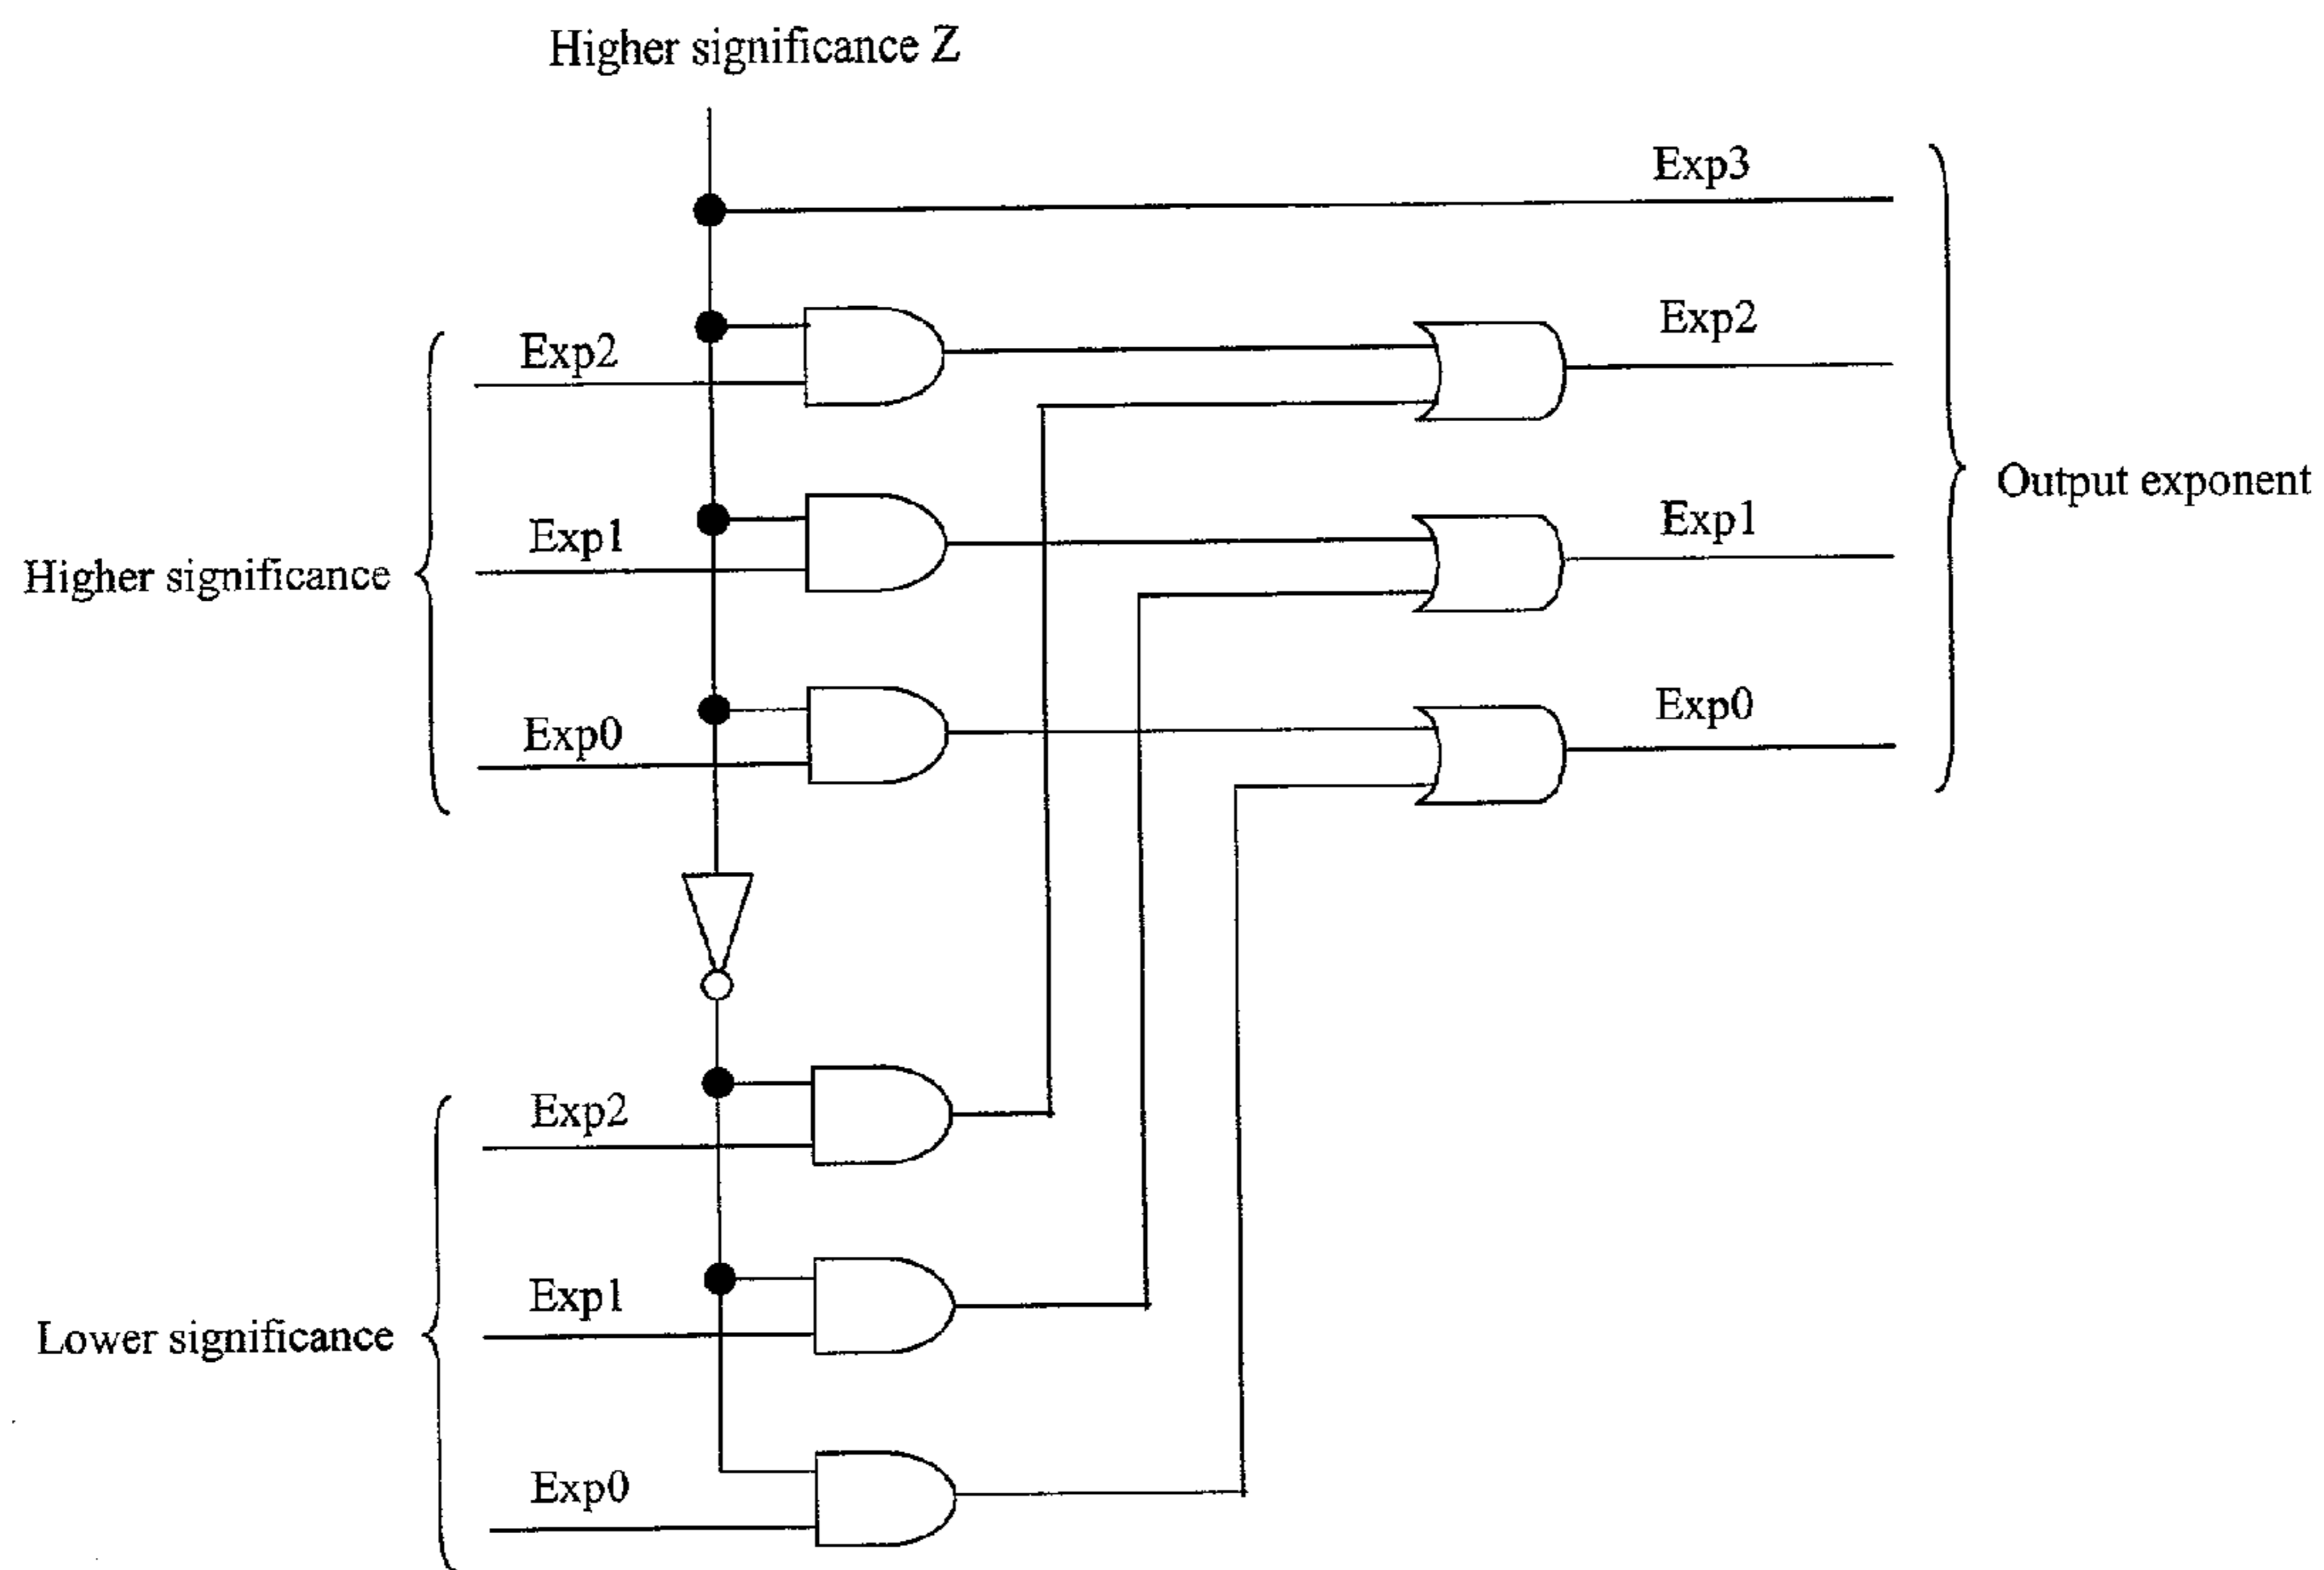 Higher significance Z
Exp3
Exp2
Exp2
Exp1
Exp1
Higher significance
Output exponent
Exp0
Exp0
Exp2
Exp1
Lower significance
Exp0